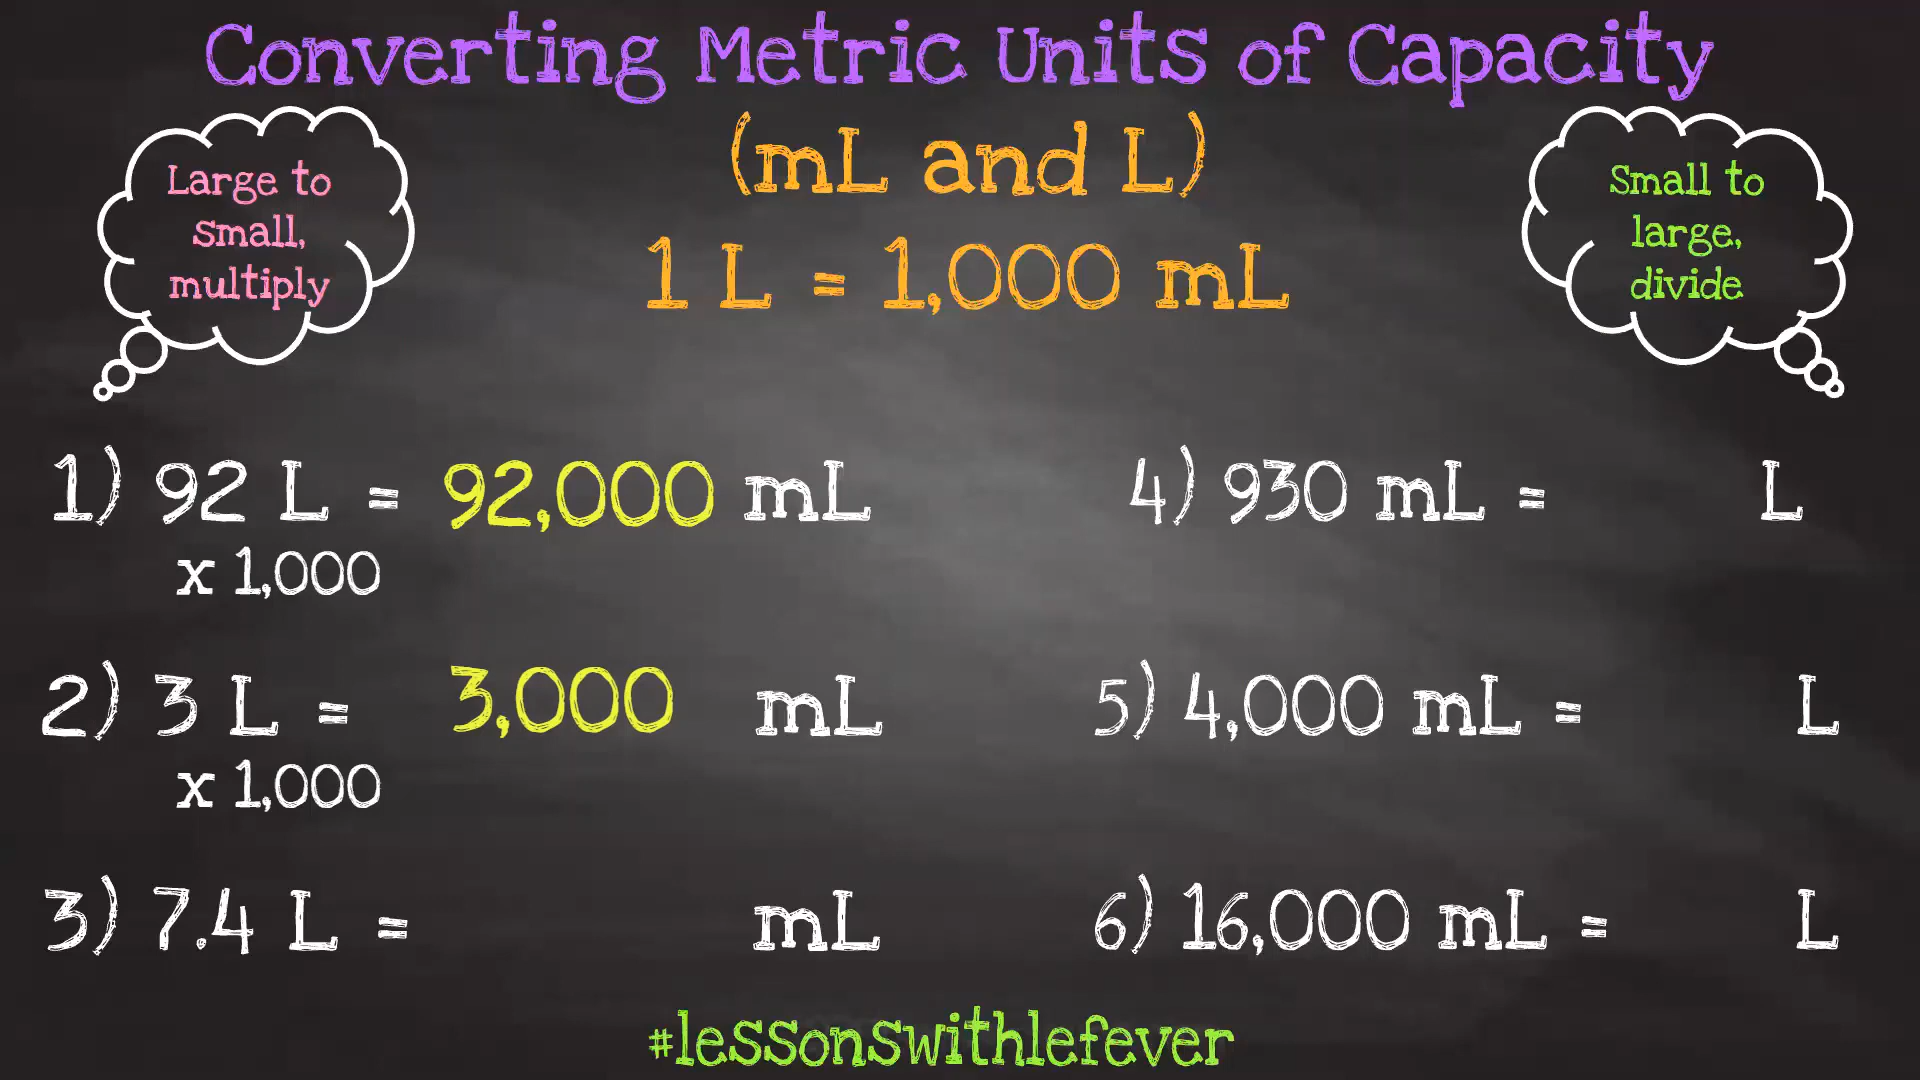 Converting Metric Units of Capacity
(mL and L)
1 L = 1,000 mL
Large to
small,
multiply
Small to
large,
divide
1) 92 L = 92,000 mL
x 1,000
2) 3 L = 3,000 mL
x 1,000
3) 7.4 L = mL
4) 930 mL = L
5) 4,000 mL = L
6) 16,000 mL = L
#lessonswithlefever